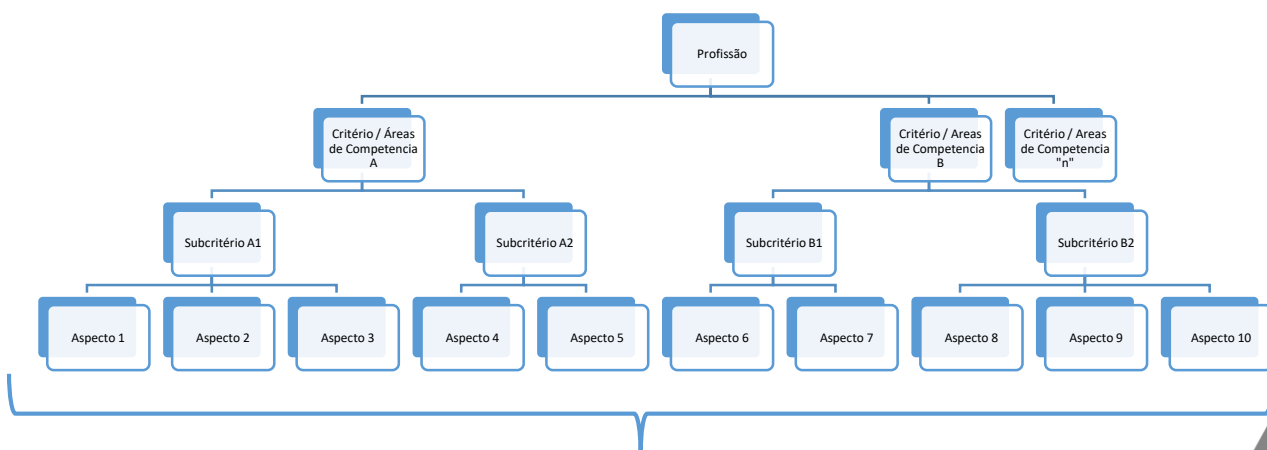 Profissão
Critério / Áreas
de Competencia
A
Critério / Areas
de Competencia
B
Critério / Areas
de Competencia
"n"
Subcritério A1
Subcritério A2
Subcritério B1
Subcritério B2
Aspecto 1
Aspecto 2
Aspecto 3
Aspecto 4
Aspecto 5
Aspecto 6
Aspecto 7
Aspecto 8
Aspecto 9
Aspecto 10